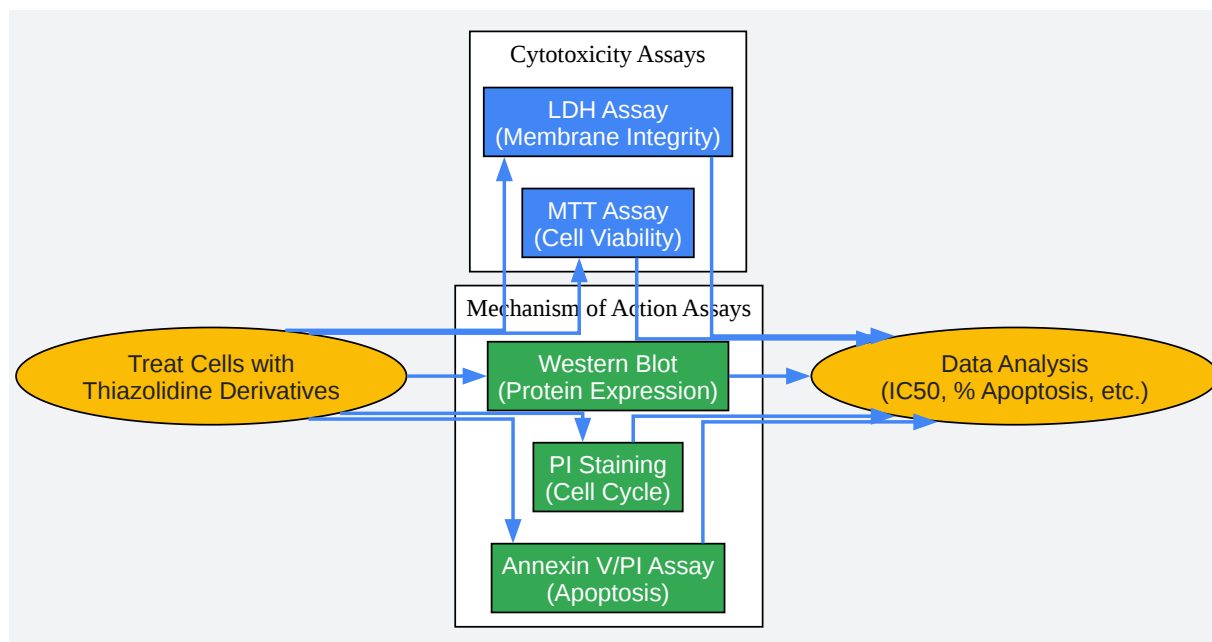 Cytotoxicity Assays
LDH Assay
(Membrane Integrity)
MTT Assay
(Cell Viability)
Mechanism of Action Assays
Treat Cells with
Thiazolidine Derivatives
Western Blot
(Protein Expression)
Data Analysis
(IC50, % Apoptosis, etc.)
PI Staining
(Cell Cycle)
Annexin V/PI Assay
(Apoptosis)